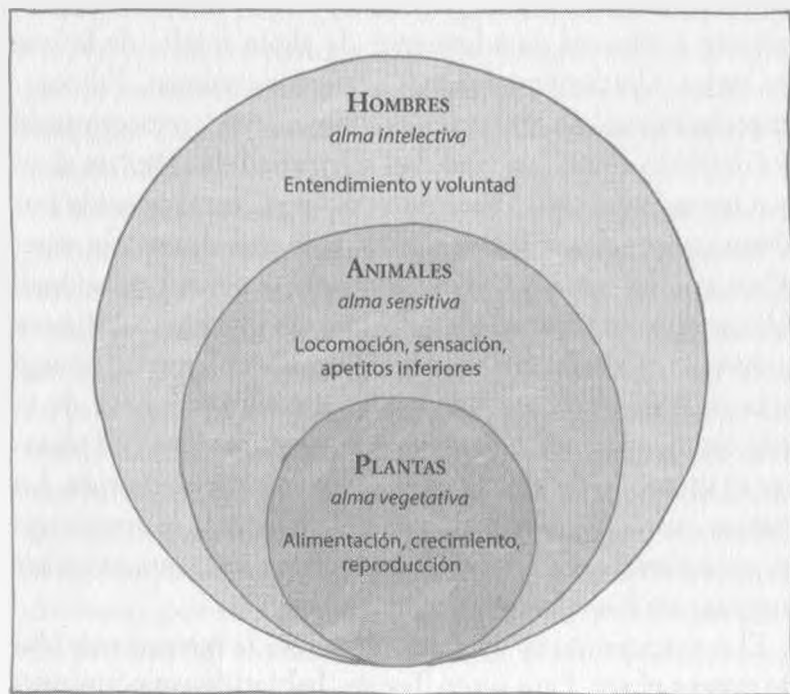 HOMBRES
alma intelectiva
Entendimiento y voluntad
ANIMALES
alma sensitiva
Locomoción, sensación,
apetitos inferiores
PLANTAS
alma vegetativa
Alimentación, crecimiento,
reproducción